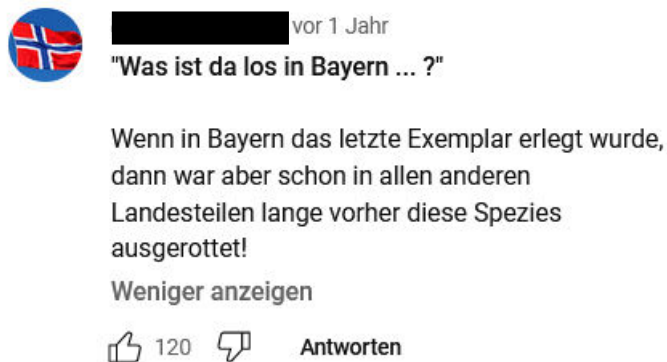 vor 1 Jahr
"Was ist da los in Bayern ... ?"
Wenn in Bayern das letzte Exemplar erlegt wurde,
dann war aber schon in allen anderen
Landesteilen lange vorher diese Spezies
ausgerottet!
Weniger anzeigen
120 Antworten